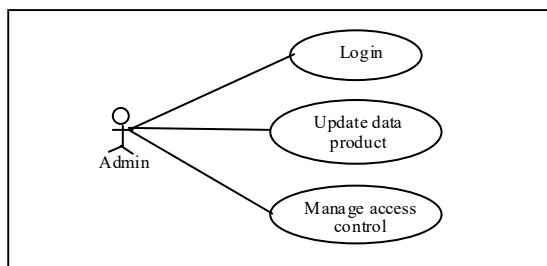 Login
Update data
product
Admin
Manage access
control